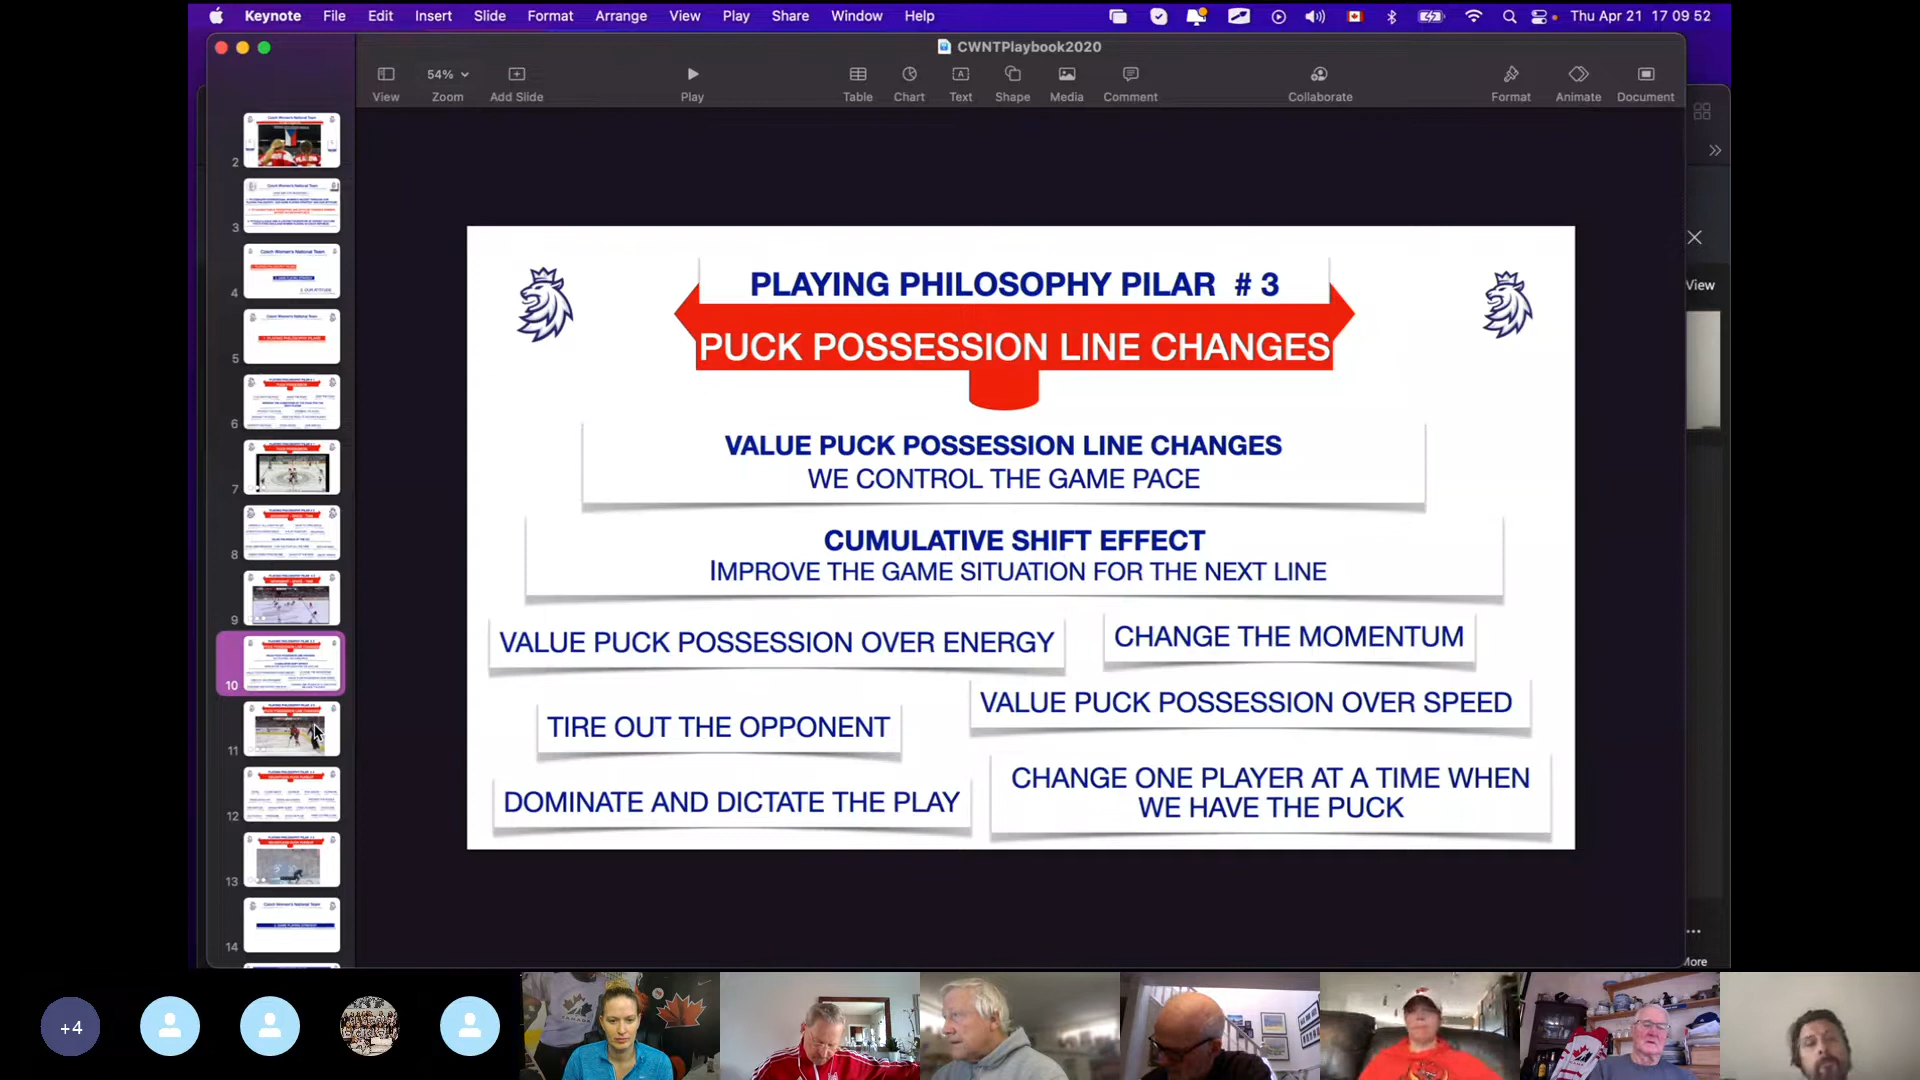 Keynote File Edit Insert Slide Format Arrange View Play Share Window Help
Thu Apr 21 17 09 52
CWNTPlaybook2020
54%
View Zoom Add Slide Play Table Chart Text Shape Media Comment Collaborate Format Animate Document
2
3
4
5
6
7
8
9
10
11
12
13
14
PLAYING PHILOSOPHY PILAR # 3
PUCK POSSESSION LINE CHANGES
VALUE PUCK POSSESSION LINE CHANGES
WE CONTROL THE GAME PACE
CUMULATIVE SHIFT EFFECT
IMPROVE THE GAME SITUATION FOR THE NEXT LINE
VALUE PUCK POSSESSION OVER ENERGY
CHANGE THE MOMENTUM
TIRE OUT THE OPPONENT
VALUE PUCK POSSESSION OVER SPEED
DOMINATE AND DICTATE THE PLAY
CHANGE ONE PLAYER AT A TIME WHEN
WE HAVE THE PUCK
View
More
+4